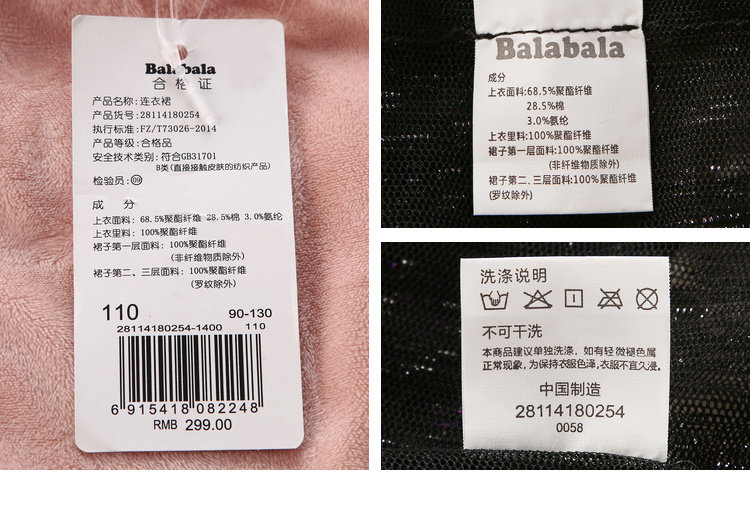 Balabala
合格证
产品名称: 连衣裙
产品货号: 28114180254
执行标准: FZ/T73026-2014
产品等级: 合格品
安全技术类别: 符合GB31701
B类(直接接触皮肤的纺织产品)
检验员: 09
成 分
上衣面料: 68.5%聚酯纤维 28.5%棉 3.0%氨纶
上衣里料: 100%聚酯纤维
裙子第一层面料: 100%聚酯纤维
(非纤维物质除外)
裙子第二、三层面料: 100%聚酯纤维
(罗纹除外)
110 90-130
28114180254-1400 110
6 915418 082248
RMB 299.00
Balabala
成分
上衣面料:68.5%聚酯纤维
28.5%棉
3.0%氨纶
上衣里料:100%聚酯纤维
裙子第一层面料:100%聚酯纤维
(非纤维物质除外)
裙子第二、三层面料:100%聚酯纤维
(罗纹除外)
洗涤说明
不可干洗
本商品建议单独洗涤，如有轻微褪色属
正常现象，为保持衣服色泽，衣服不宜久浸。
中国制造
28114180254
0058